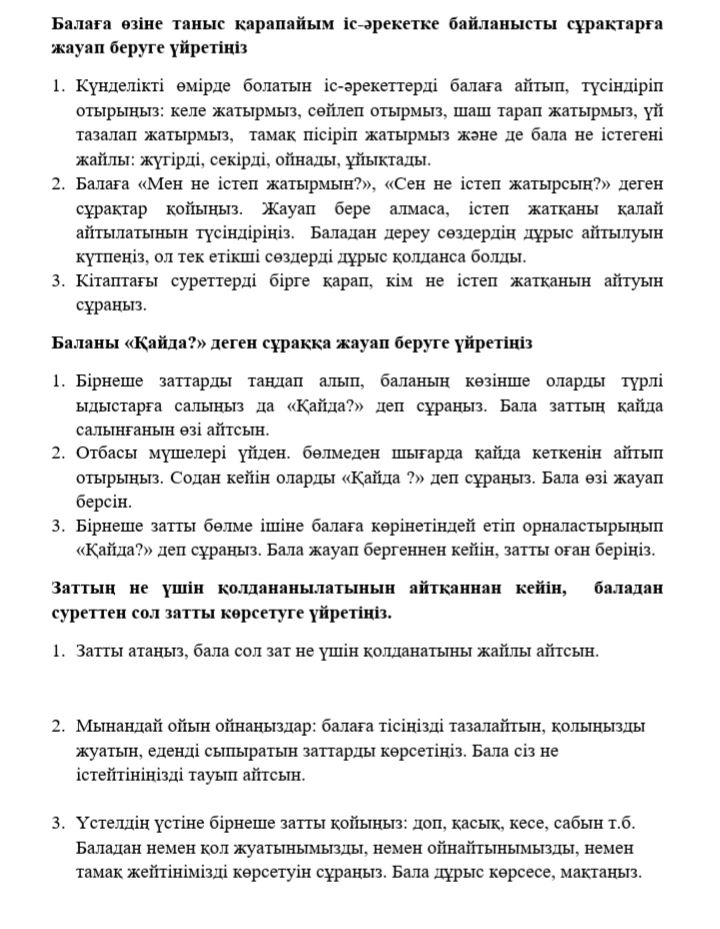 Балаға өзіне таныс қарапайым іс-әрекетке байланысты сұрақтарға
жауап беруге үйретіңіз
1. Күнделікті өмірде болатын іс-әрекеттерді балаға айтып, түсіндіріп
отырыңыз: келе жатырмыз, сөйлеп отырмыз, шаш тарап жатырмыз, үй
тазалап жатырмыз, тамақ пісіріп жатырмыз және де бала не істегені
жайлы: жүгірді, секірді, ойнады, ұйықтады.
2. Балаға «Мен не істеп жатырмын?», «Сен не істеп жатырсың?» деген
сұрақтар қойыңыз. Жауап бере алмаса, істеп жатқаны қалай
айтылатынын түсіндіріңіз. Баладан дереу сөздердің дұрыс айтылуын
күтпеңіз, ол тек етікші сөздерді дұрыс қолданса болды.
3. Кітаптағы суреттерді бірге қарап, кім не істеп жатқанын айтуын
сұраңыз.
Баланы «Қайда?» деген сұраққа жауап беруге үйретіңіз
1. Бірнеше заттарды таңдап алып, баланың көзінше оларды түрлі
ыдыстарға салыңыз да «Қайда?» деп сұраңыз. Бала заттың қайда
салынғанын өзі айтсын.
2. Отбасы мүшелері үйден. бөлмеден шығарда қайда кеткенін айтып
отырыңыз. Содан кейін оларды «Қайда ?» деп сұраңыз. Бала өзі жауап
берсін.
3. Бірнеше затты бөлме ішіне балаға көрінетіндей етіп орналастырыңып
«Қайда?» деп сұраңыз. Бала жауап бергеннен кейін, затты оған беріңіз.
Заттың не үшін қолдананылатынын айтқаннан кейін, баладан
суреттен сол затты көрсетуге үйретіңіз.
1. Затты атаңыз, бала сол зат не үшін қолданатыны жайлы айтсын.
2. Мынандай ойын ойнаңыздар: балаға тісіңізді тазалайтын, қолыңызды
жуатын, еденді сыпыратын заттарды көрсетіңіз. Бала сіз не
істейтініңізді тауып айтсын.
3. Үстелдің үстіне бірнеше затты қойыңыз: доп, қасық, кесе, сабын т.б.
Баладан немен қол жуатынымызды, немен ойнайтынымызды, немен
тамақ жейтінімізді көрсетуін сұраңыз. Бала дұрыс көрсесе, мақтаңыз.